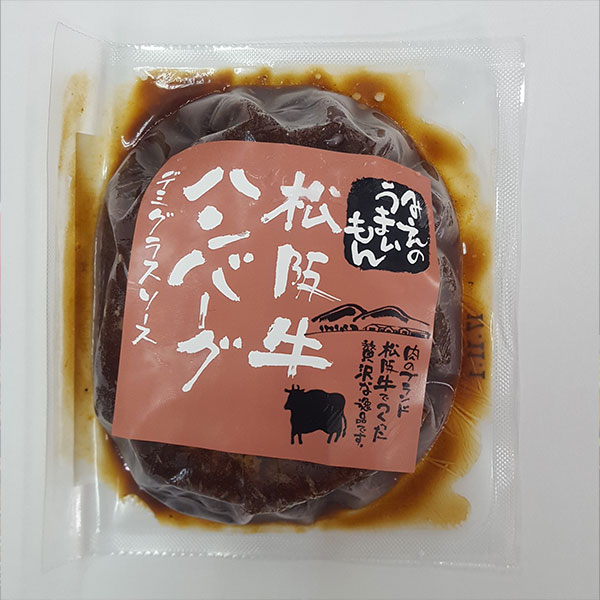 みえの
うまい
もん
松阪牛
ハンバーグ
デミグラスソース
肉のブランド
松阪牛でつくった
贅沢な逸品です。